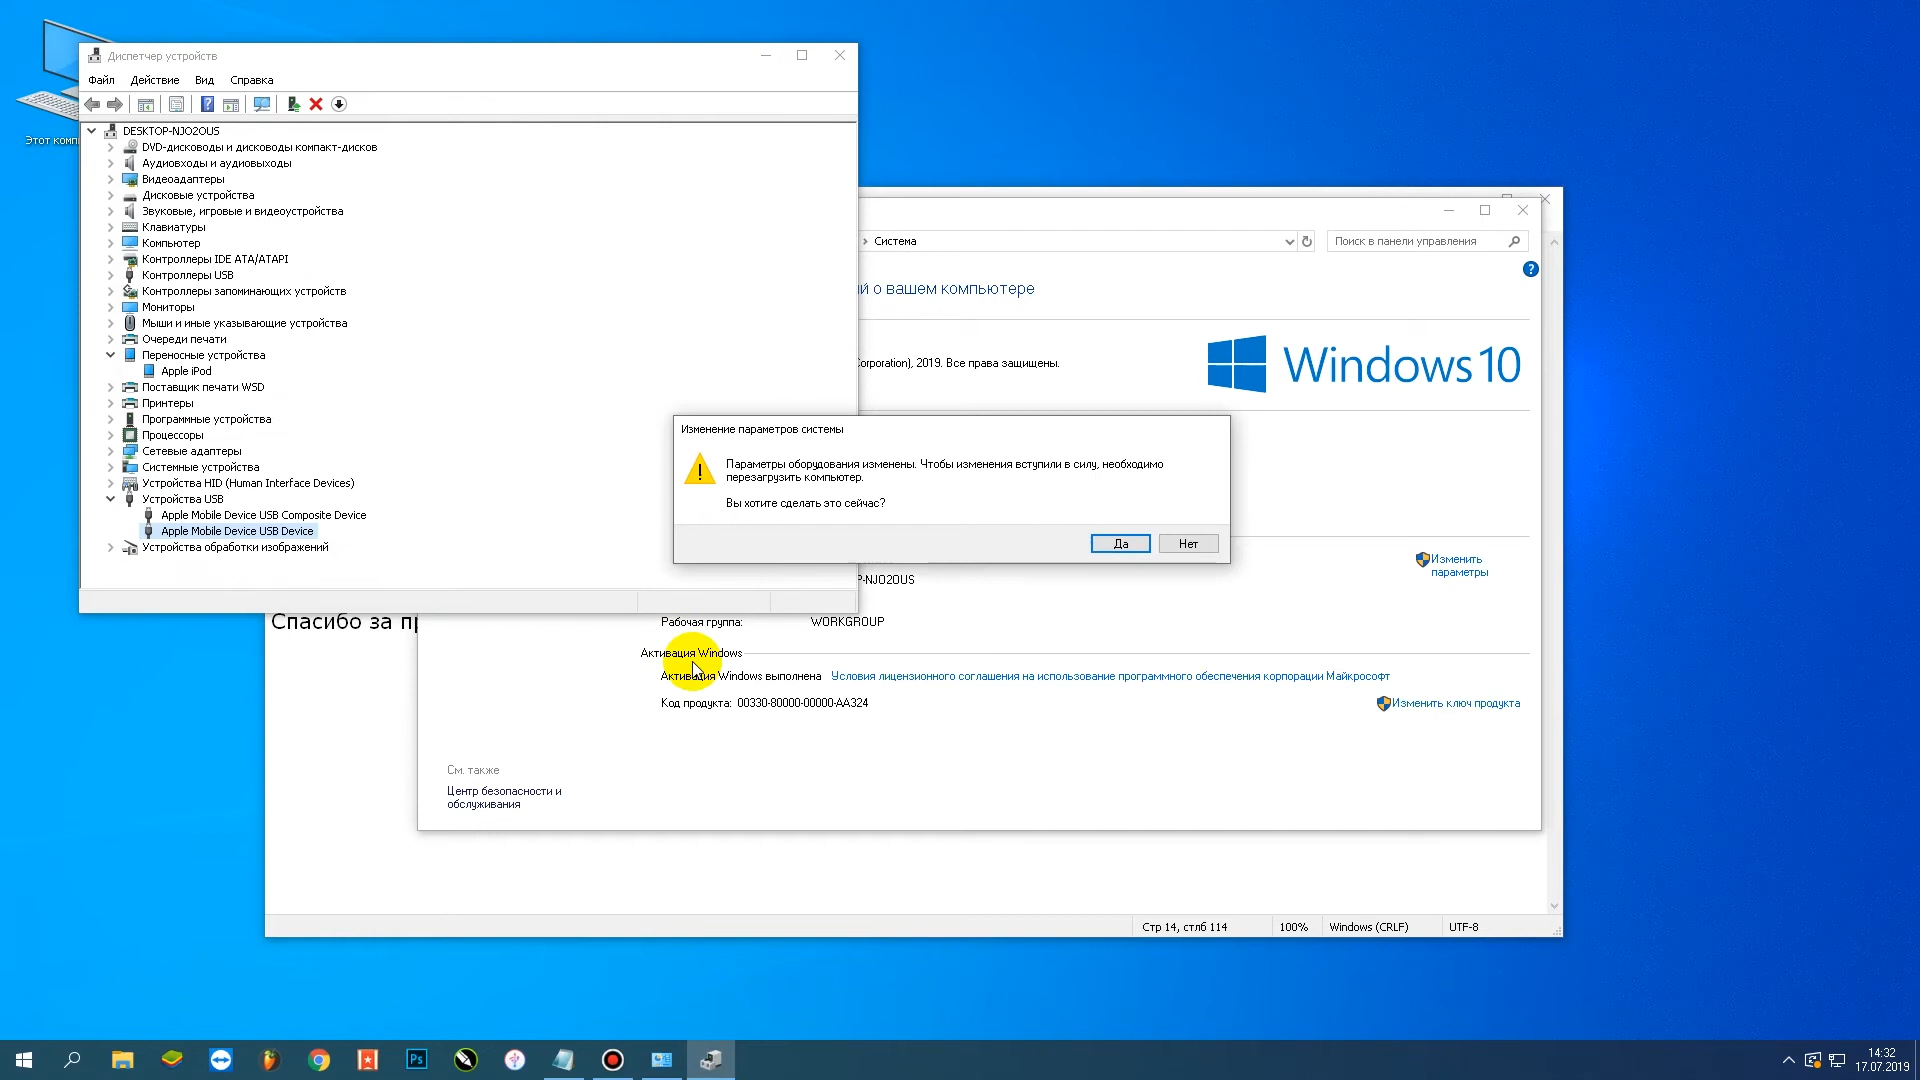 Этот комп
Диспетчер устройств
Файл Действие Вид Справка
DESKTOP-NJO2OUS
DVD-дисководы и дисководы компакт-дисков
Аудиовходы и аудиовыходы
Видеоадаптеры
Дисковые устройства
Звуковые, игровые и видеоустройства
Клавиатуры
Компьютер
Контроллеры IDE ATA/ATAPI
Контроллеры USB
Контроллеры запоминающих устройств
Мониторы
Мыши и иные указывающие устройства
Очереди печати
Переносные устройства
Apple iPod
Поставщик печати WSD
Принтеры
Программные устройства
Процессоры
Сетевые адаптеры
Системные устройства
Устройства HID (Human Interface Devices)
Устройства USB
Apple Mobile Device USB Composite Device
Apple Mobile Device USB Device
Устройства обработки изображений
Система
Поиск в панели управления
ий о вашем компьютере
Corporation), 2019. Все права защищены.
Windows 10
Изменение параметров системы
Параметры оборудования изменены. Чтобы изменения вступили в силу, необходимо
перезагрузить компьютер.
Вы хотите сделать это сейчас?
Да Нет
Изменить
параметры
P-NJO2OUS
Спасибо за п
Рабочая группа: WORKGROUP
Активация Windows
Активация Windows выполнена Условия лицензионного соглашения на использование программного обеспечения корпорации Майкрософт
Код продукта: 00330-80000-00000-AA324
Изменить ключ продукта
См. также
Центр безопасности и
обслуживания
Стр 14, стлб 114 100% Windows (CRLF) UTF-8
Ps
14:32
17.07.2019